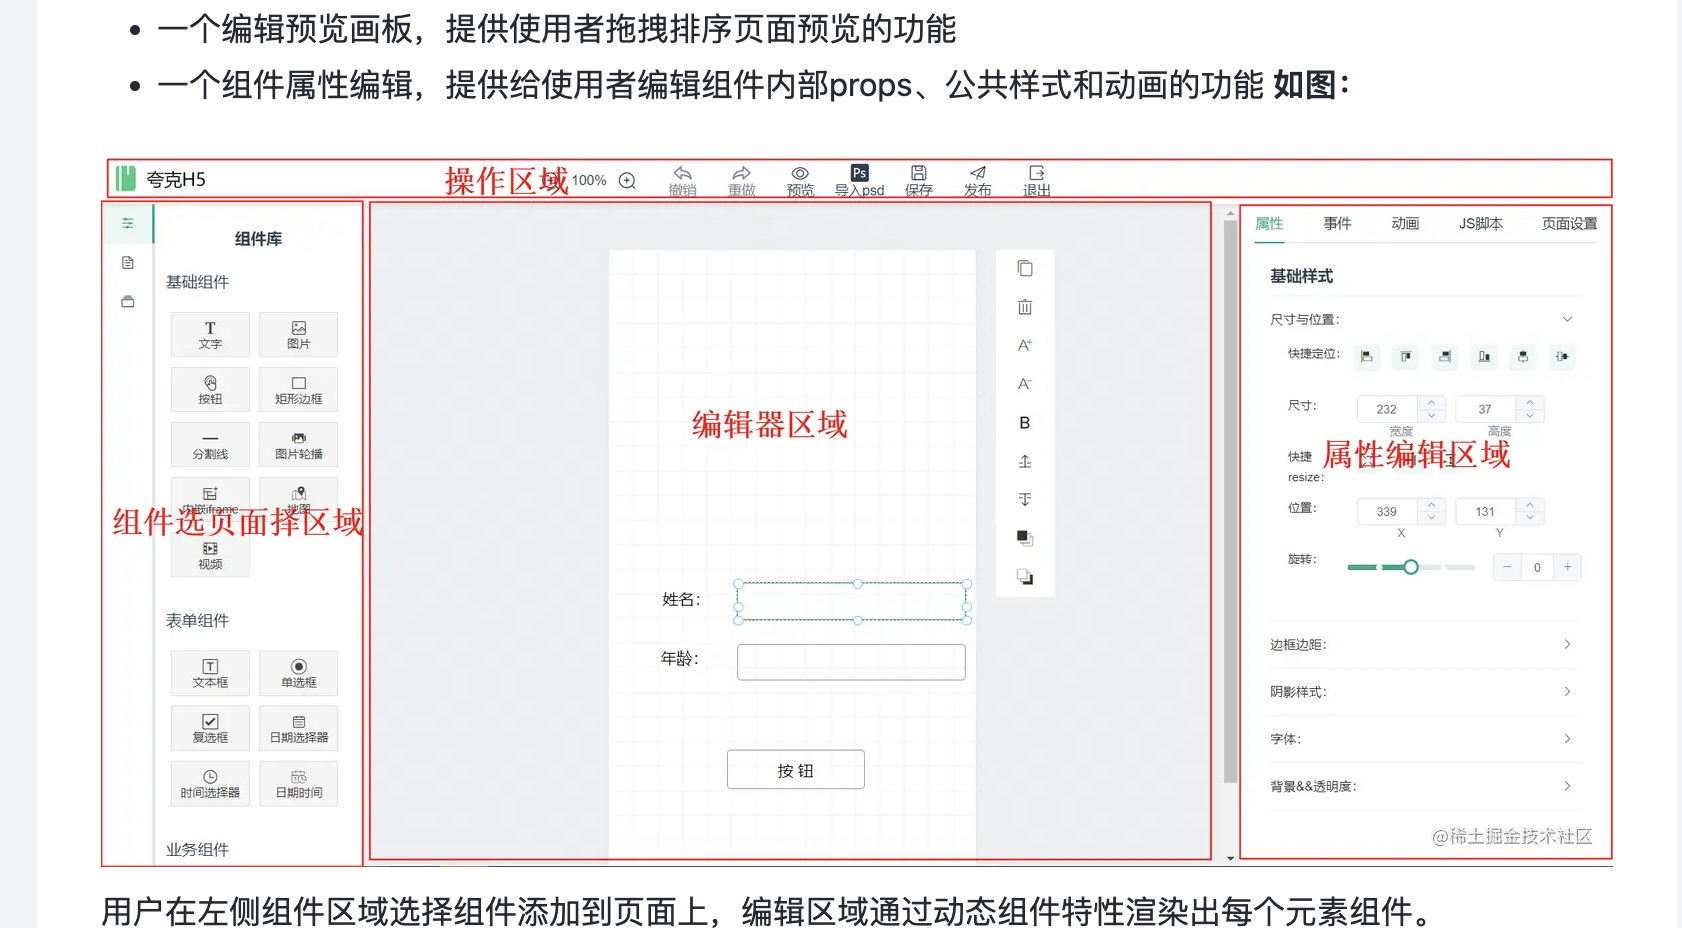 一个编辑预览画板，提供使用者拖拽排序页面预览的功能
一个组件属性编辑，提供给使用者编辑组件内部props、公共样式和动画的功能 如图：
夸克H5
操作区域
100%
撤销
重做
预览
Ps
导入psd
保存
发布
退出
组件库
基础组件
T
文字
图片
按钮
矩形边框
分割线
图片轮播
内嵌iframe
地图
组件选页面择区域
视频
表单组件
T
文本框
单选框
复选框
日期选择器
时间选择器
日期时间
业务组件
编辑器区域
姓名：
年龄：
按 钮
A+
A-
B
属性
事件
动画
JS脚本
页面设置
基础样式
尺寸与位置：
快捷定位：
尺寸：
232
37
宽度
高度
属性编辑区域
快捷
resize：
位置：
339
131
X
Y
旋转：
0
边框边距：
阴影样式：
字体：
背景&&透明度：
@稀土掘金技术社区
用户在左侧组件区域选择组件添加到页面上，编辑区域通过动态组件特性渲染出每个元素组件。